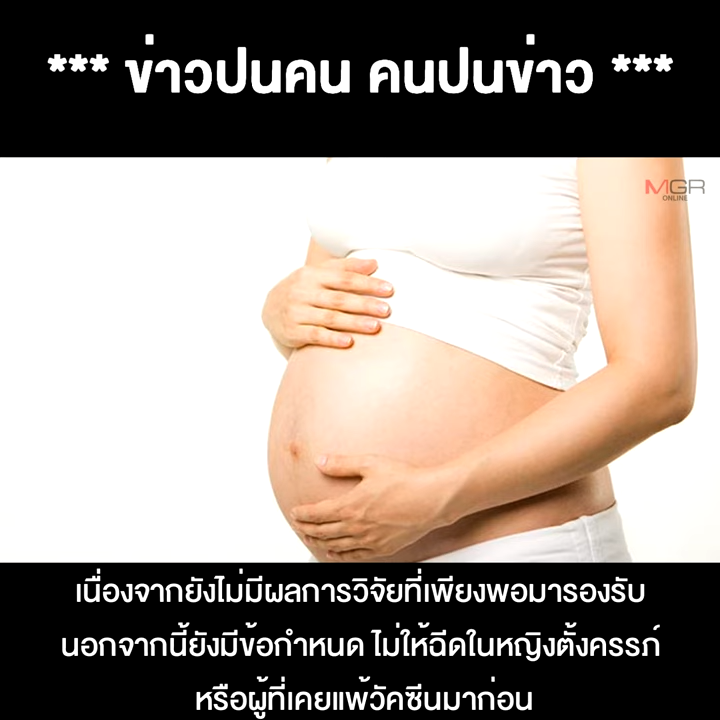 *** ข่าวปนคน คนปนข่าว ***
MGR
ONLINE
เนื่องจากยังไม่มีผลการวิจัยที่เพียงพอมารองรับ
นอกจากนี้ยังมีข้อกำหนด ไม่ให้ฉีดในหญิงตั้งครรภ์
หรือผู้ที่เคยแพ้วัคซีนมาก่อน